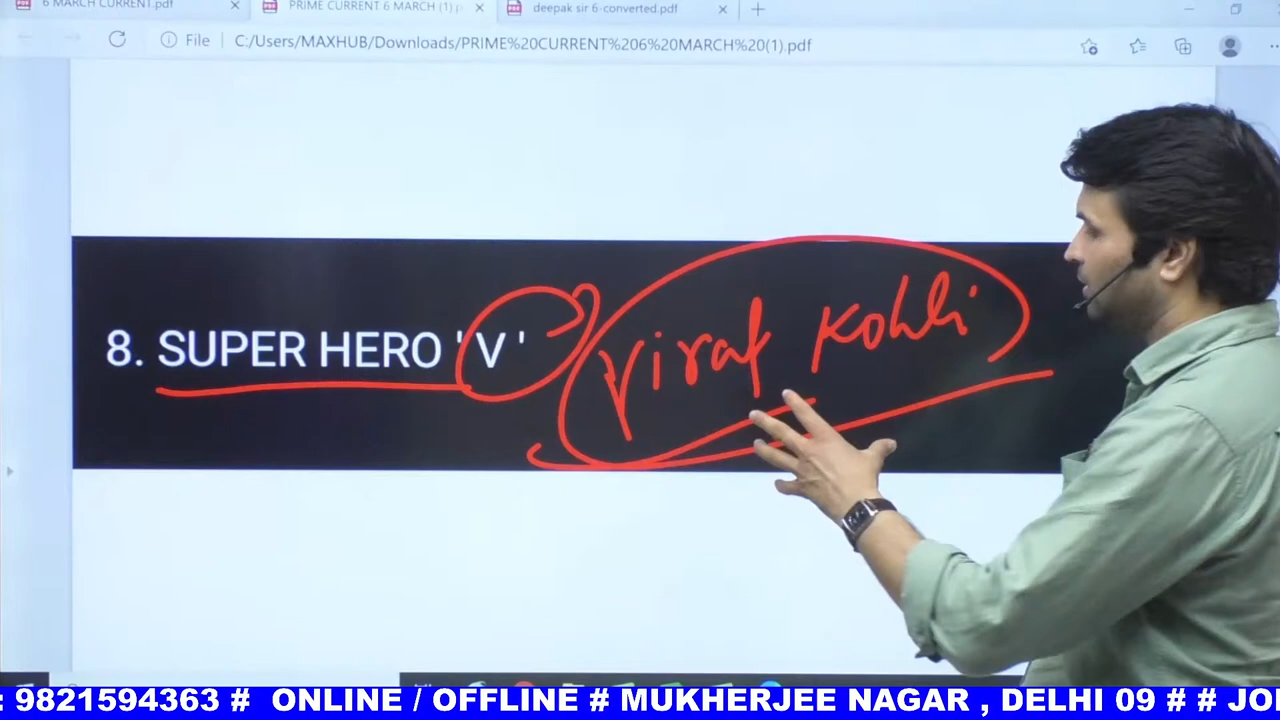 6 MARCH CURRENT.pdf
PRIME CURRENT 6 MARCH (1).p
deepak sir 6-converted.pdf
File
C:/Users/MAXHUB/Downloads/PRIME%20CURRENT%206%20MARCH%20(1).pdf
8. SUPER HERO ' V '
Virat Kohli
: 9821594363 # ONLINE / OFFLINE # MUKHERJEE NAGAR , DELHI 09 # # JOI